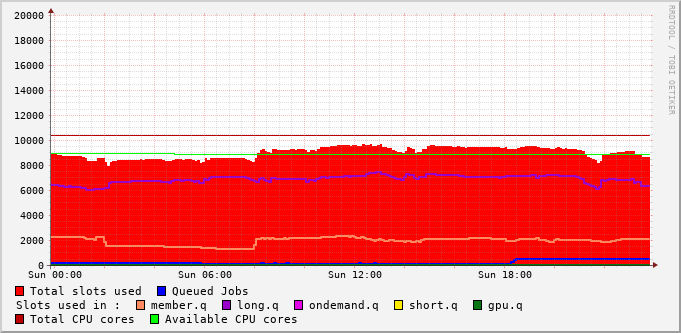 20000
18000
16000
14000
12000
10000
8000
6000
4000
2000
0
Sun 00:00 Sun 06:00 Sun 12:00 Sun 18:00
Total slots used Queued Jobs
Slots used in : member.q long.q ondemand.q short.q gpu.q
Total CPU cores Available CPU cores
RRDTOOL / TOBI OETIKER